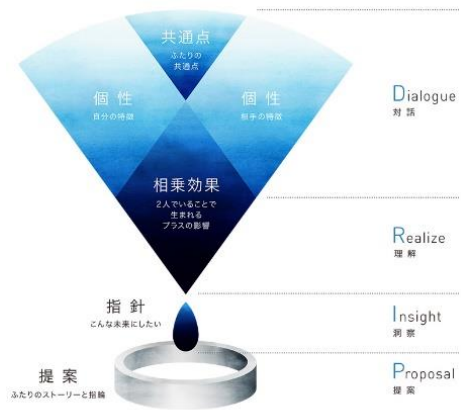 共通点
ふたりの
共通点
個性
自分の特徴
個性
相手の特徴
相乗効果
2人でいることで
生まれる
プラスの影響
指針
こんな未来にしたい
提案
ふたりのストーリーと指輪
Dialogue
対話
Realize
理解
Insight
洞察
Proposal
提案